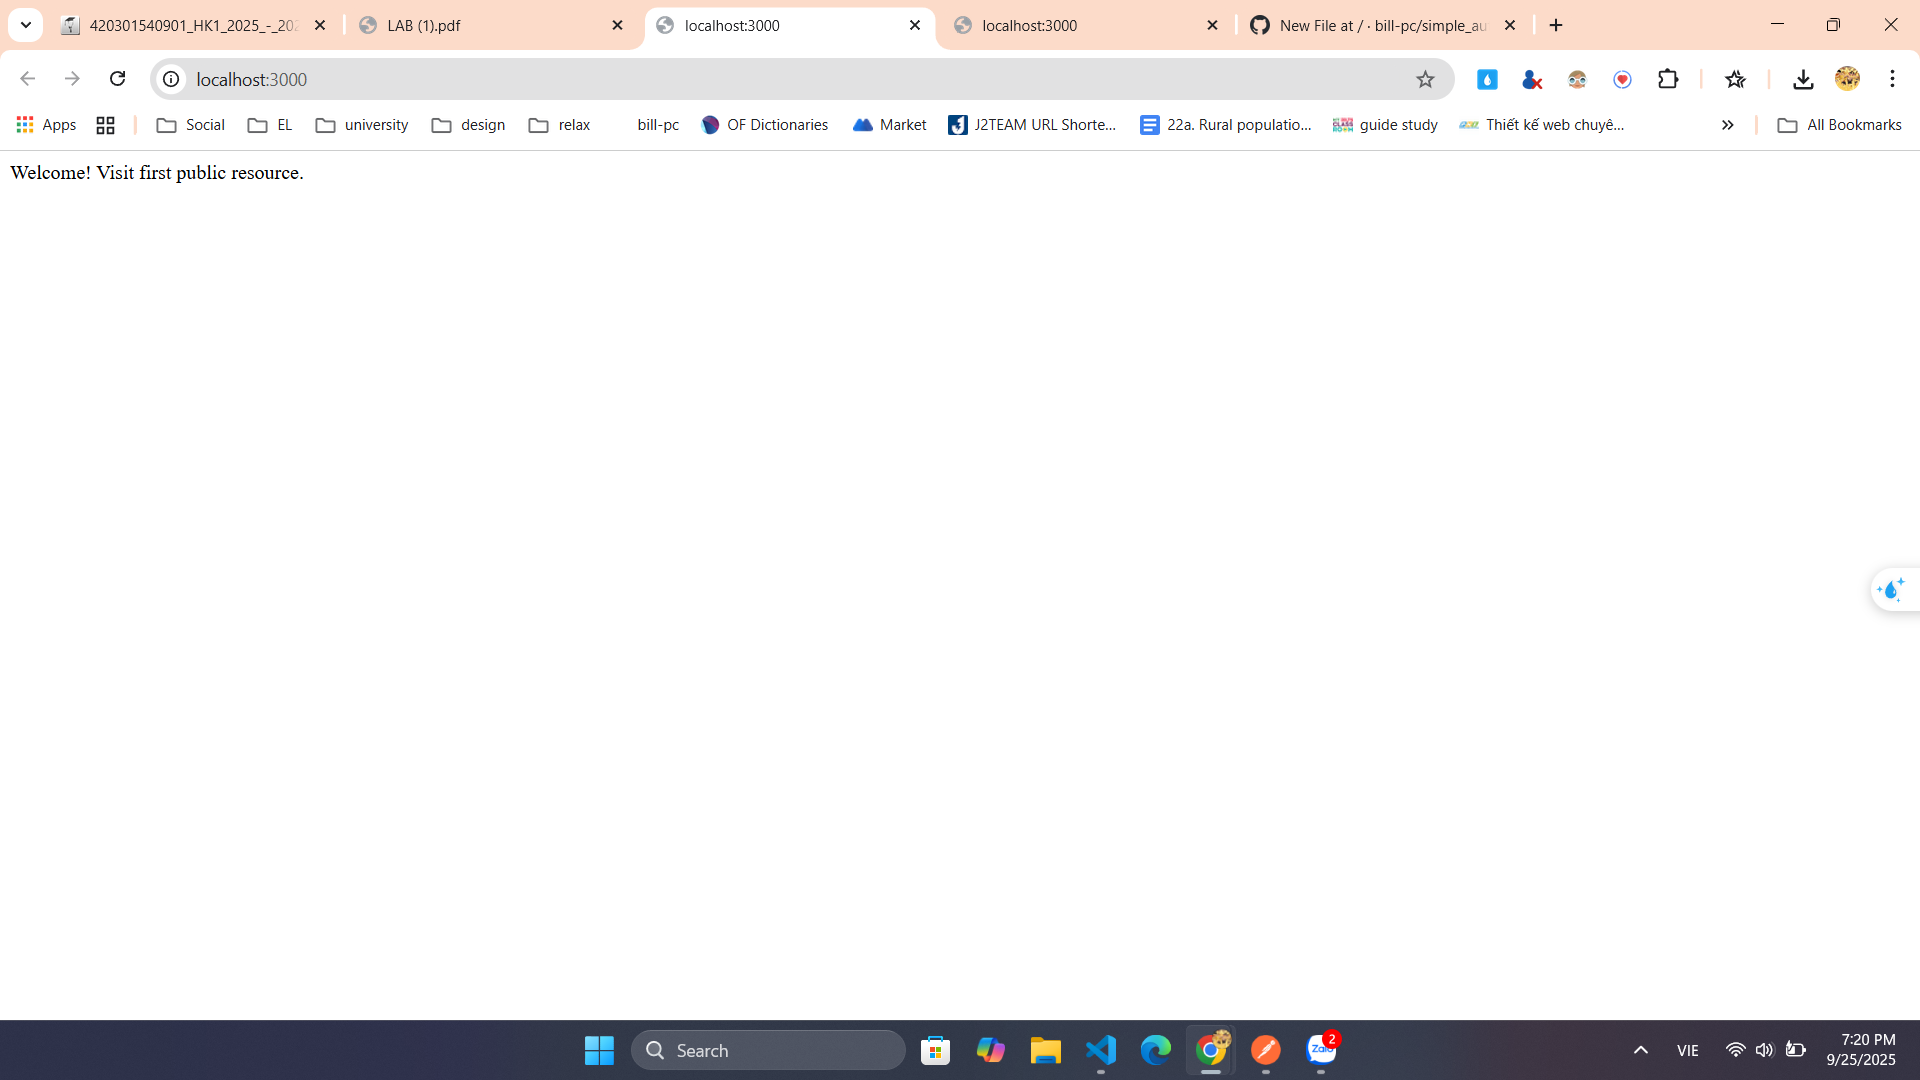 420301540901_HK1_2025_-_202
LAB (1).pdf
localhost:3000
localhost:3000
New File at / · bill-pc/simple_au
localhost:3000
Apps
Social
EL
university
design
relax
bill-pc
OF Dictionaries
Market
J2TEAM URL Shorte...
22a. Rural populatio...
guide study
Thiết kế web chuyê...
All Bookmarks
Welcome! Visit first public resource.
Search
Zalo
2
VIE
7:20 PM
9/25/2025